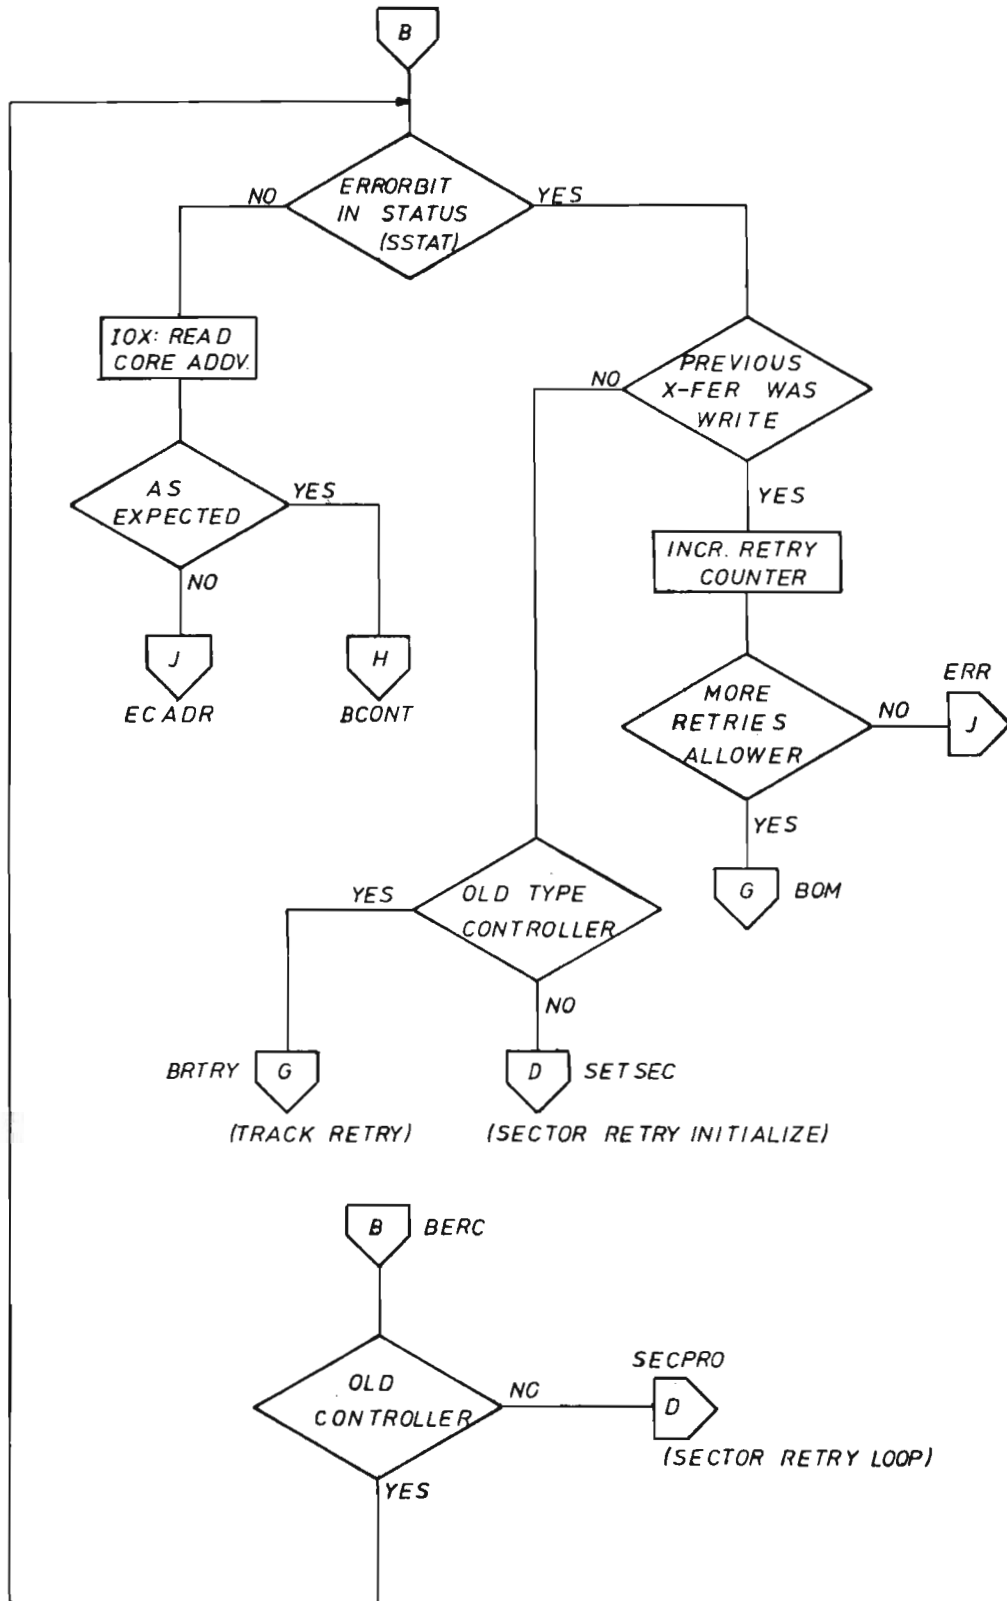 B
ERRORBIT
IN STATUS
(SSTAT)
NO
YES
IOX: READ
CORE ADDV.
PREVIOUS
X-FER WAS
WRITE
NO
YES
AS
EXPECTED
YES
NO
INCR. RETRY
COUNTER
J
ECADR
H
BCONT
MORE
RETRIES
ALLOWER
NO
ERR
J
YES
G
BOM
OLD TYPE
CONTROLLER
YES
NO
BRTRY
G
(TRACK RETRY)
D
SETSEC
(SECTOR RETRY INITIALIZE)
B
BERC
OLD
CONTROLLER
NO
SECPRO
D
(SECTOR RETRY LOOP)
YES